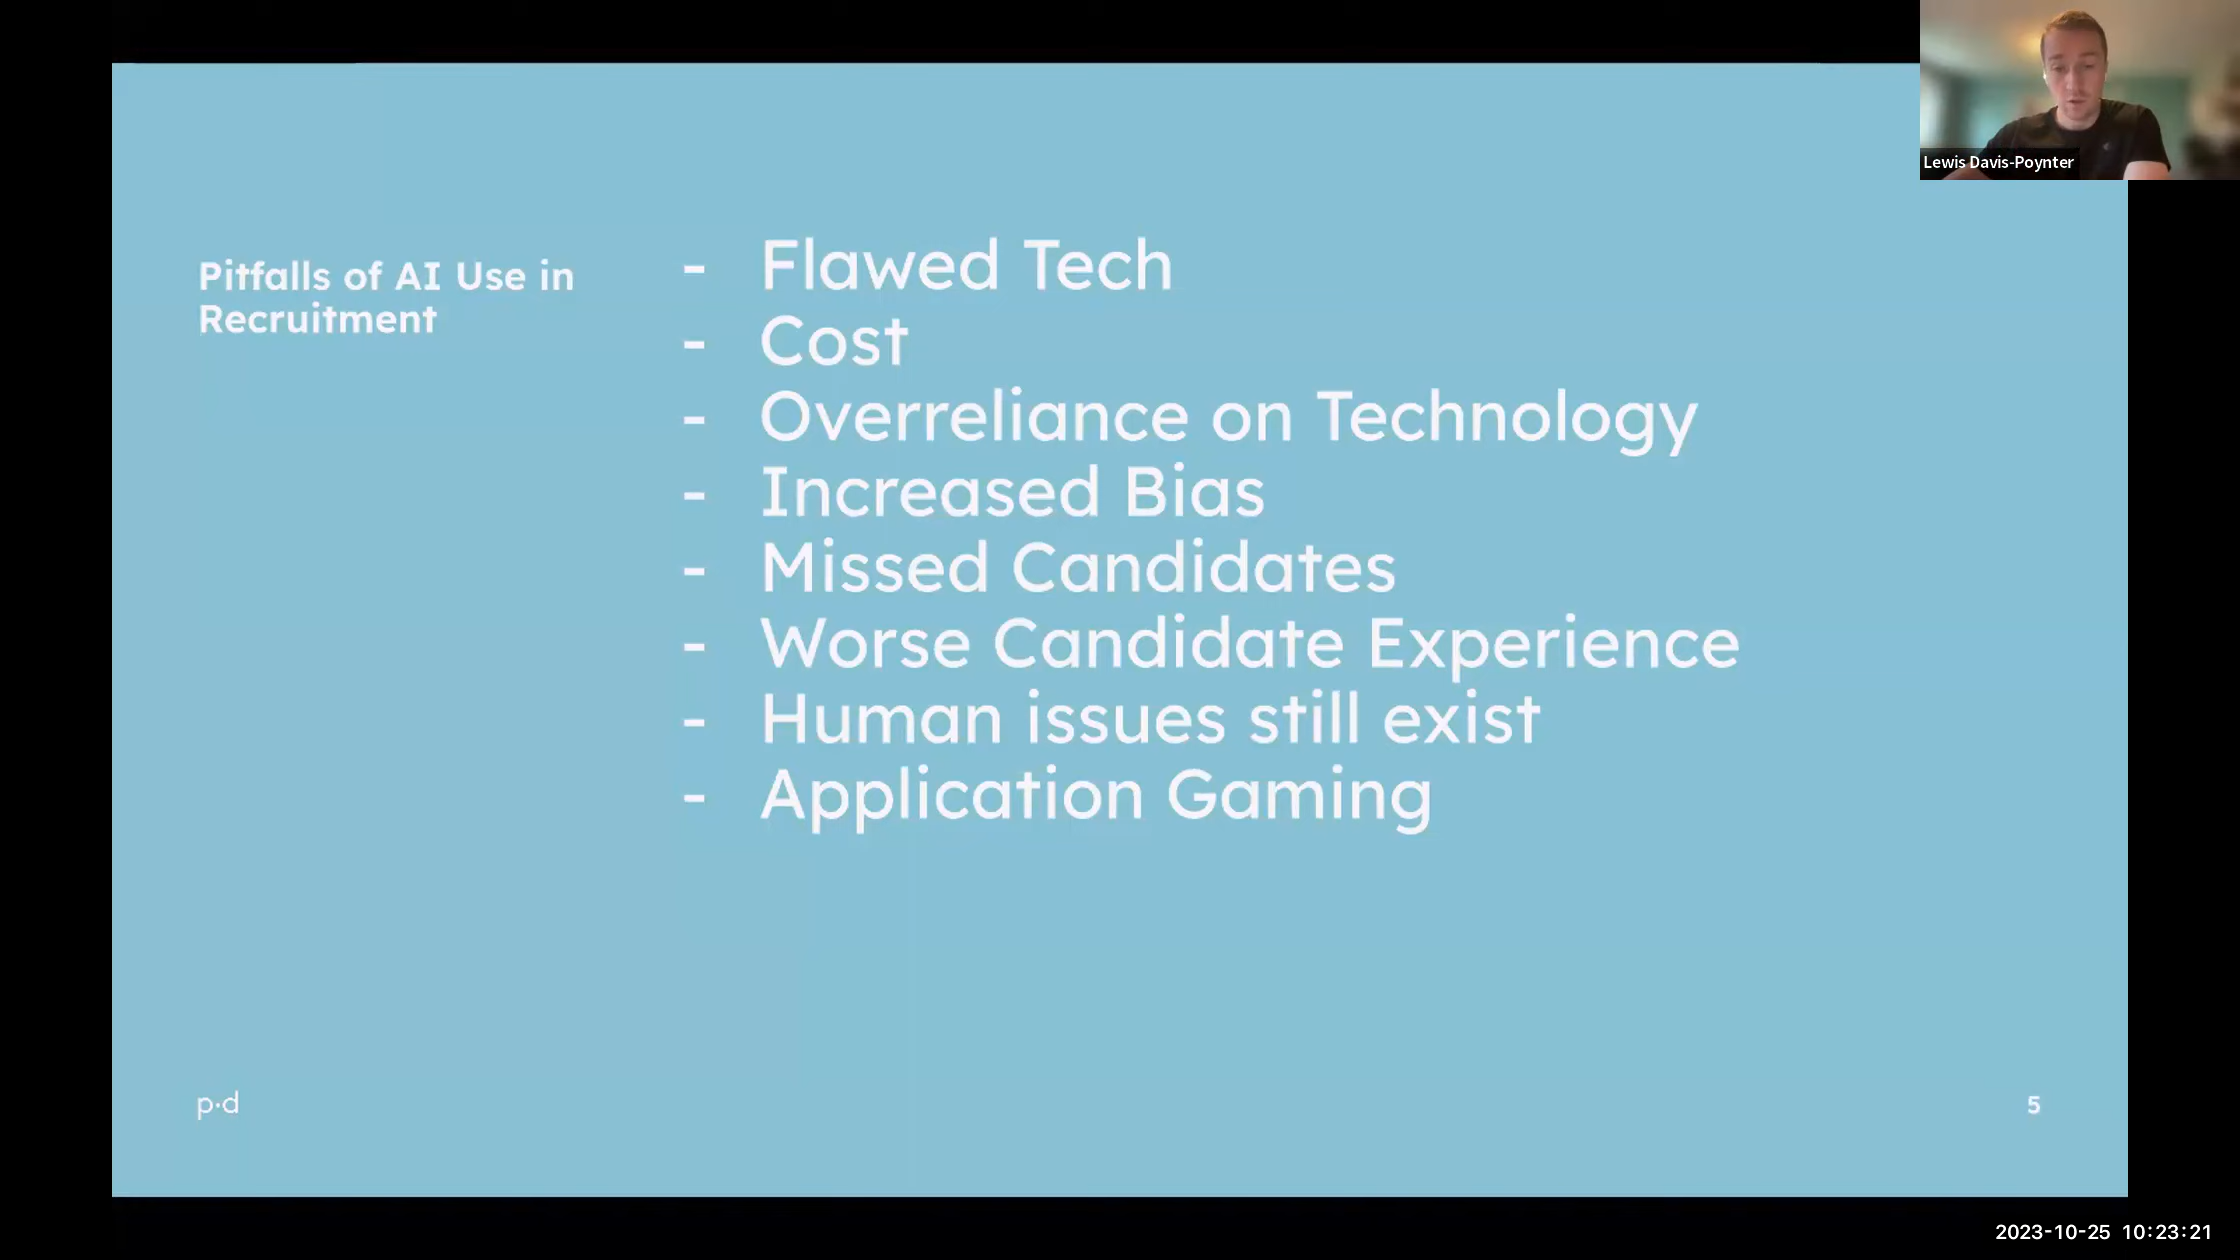 Lewis Davis-Poynter
Pitfalls of AI Use in
Recruitment
- Flawed Tech
- Cost
- Overreliance on Technology
- Increased Bias
- Missed Candidates
- Worse Candidate Experience
- Human issues still exist
- Application Gaming
p·d
5
2023-10-25 10:23:21